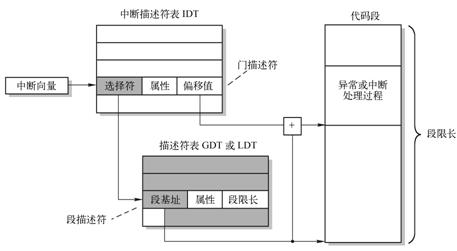 中断描述符表 IDT
代码段
门描述符
中断向量
选择符
属性
偏移值
异常或中断
处理过程
+
段限长
描述符表 GDT 或 LDT
段基址
属性
段限长
段描述符